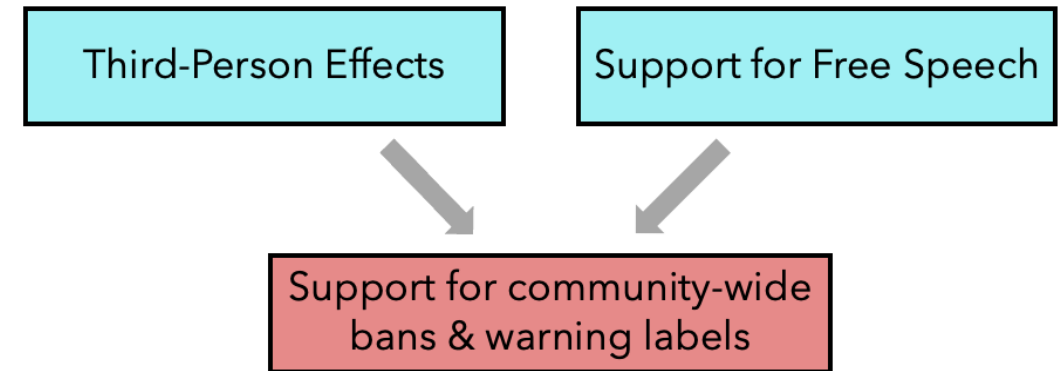 Third-Person Effects
Support for Free Speech
Support for community-wide
bans & warning labels